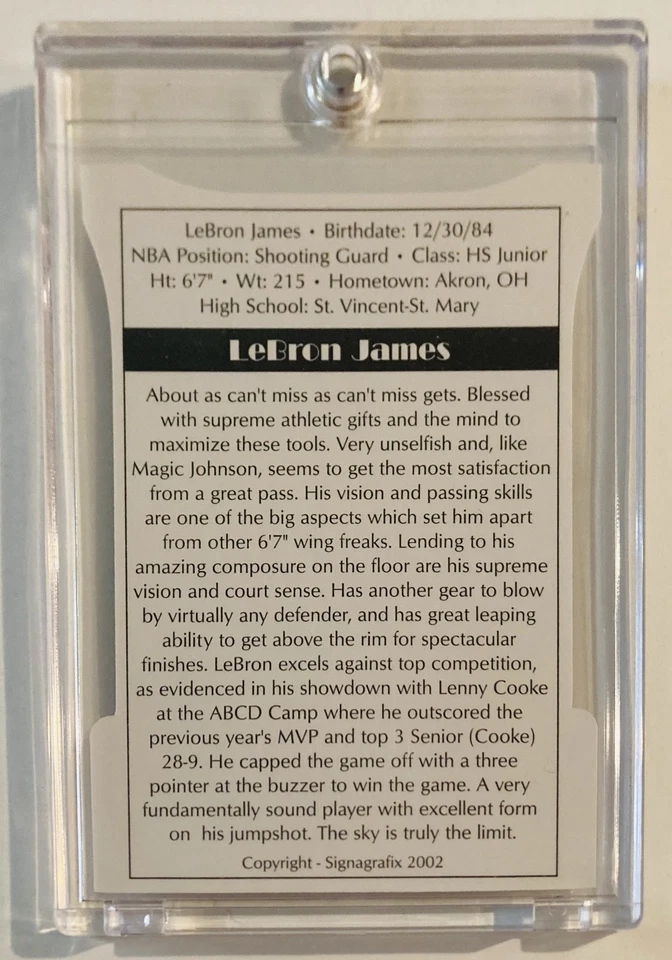 LeBron James • Birthdate: 12/30/84
NBA Position: Shooting Guard • Class: HS Junior
Ht: 6'7" • Wt: 215 • Hometown: Akron, OH
High School: St. Vincent-St. Mary
LeBron James
About as can't miss as can't miss gets. Blessed
with supreme athletic gifts and the mind to
maximize these tools. Very unselfish and, like
Magic Johnson, seems to get the most satisfaction
from a great pass. His vision and passing skills
are one of the big aspects which set him apart
from other 6'7" wing freaks. Lending to his
amazing composure on the floor are his supreme
vision and court sense. Has another gear to blow
by virtually any defender, and has great leaping
ability to get above the rim for spectacular
finishes. LeBron excels against top competition,
as evidenced in his showdown with Lenny Cooke
at the ABCD Camp where he outscored the
previous year's MVP and top 3 Senior (Cooke)
28-9. He capped the game off with a three
pointer at the buzzer to win the game. A very
fundamentally sound player with excellent form
on his jumpshot. The sky is truly the limit.
Copyright - Signagrafix 2002